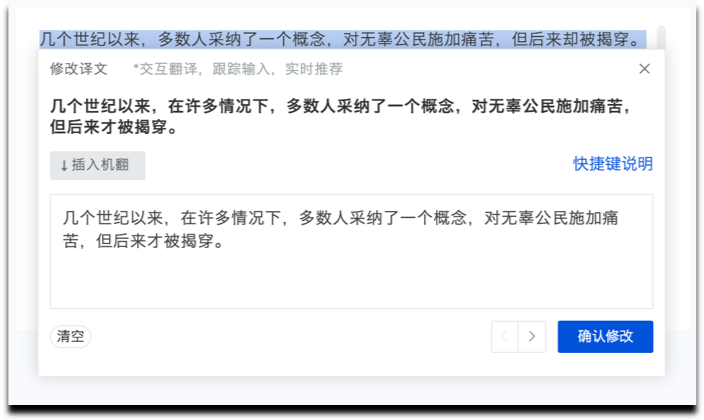 几个世纪以来，多数人采纳了一个概念，对无辜公民施加痛苦，但后来却被揭穿。
修改译文 *交互翻译，跟踪输入，实时推荐
几个世纪以来，在许多情况下，多数人采纳了一个概念，对无辜公民施加痛苦，
但后来才被揭穿。
↓插入机翻 快捷键说明
几个世纪以来，在许多情况下，多数人采纳了一个概念，对无辜公民施加痛
苦，但后来才被揭穿。
清空 确认修改